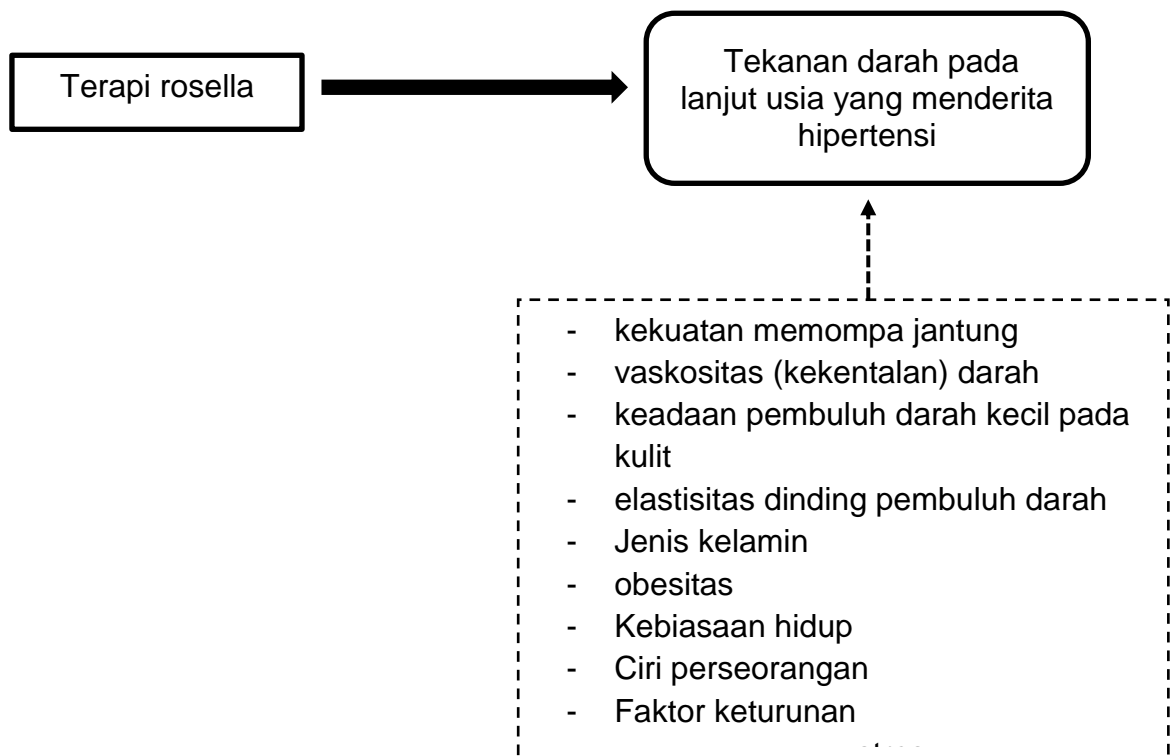 Terapi rosella
Tekanan darah pada
lanjut usia yang menderita
hipertensi
- kekuatan memompa jantung
- vaskositas (kekentalan) darah
- keadaan pembuluh darah kecil pada
kulit
- elastisitas dinding pembuluh darah
- Jenis kelamin
- obesitas
- Kebiasaan hidup
- Ciri perseorangan
- Faktor keturunan